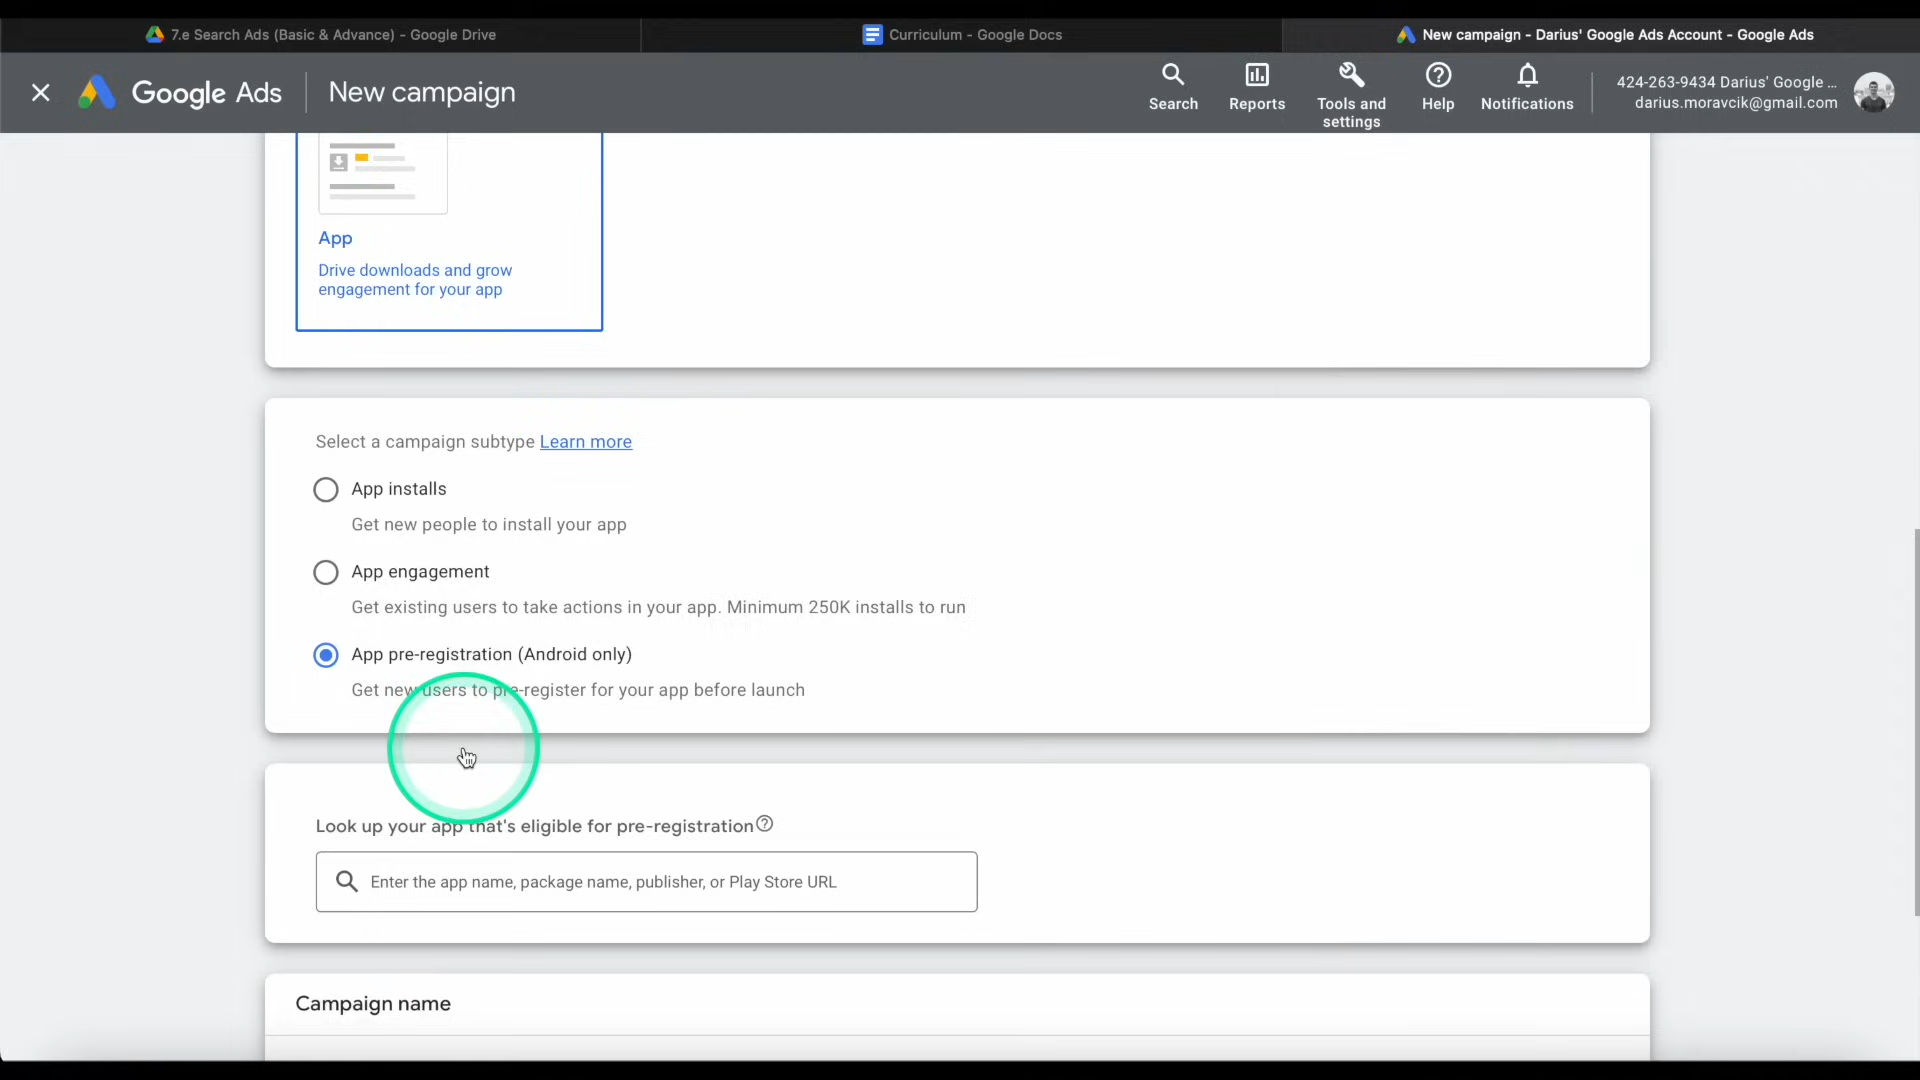 7.e Search Ads (Basic & Advance) - Google Drive
Curriculum - Google Docs
New campaign - Darius' Google Ads Account - Google Ads
Google Ads
New campaign
Search
Reports
Tools and
settings
Help
Notifications
424-263-9434 Darius' Google ...
darius.moravcik@gmail.com
App
Drive downloads and grow
engagement for your app
Select a campaign subtype Learn more
App installs
Get new people to install your app
App engagement
Get existing users to take actions in your app. Minimum 250K installs to run
App pre-registration (Android only)
Get new users to pre-register for your app before launch
Look up your app that's eligible for pre-registration
Enter the app name, package name, publisher, or Play Store URL
Campaign name